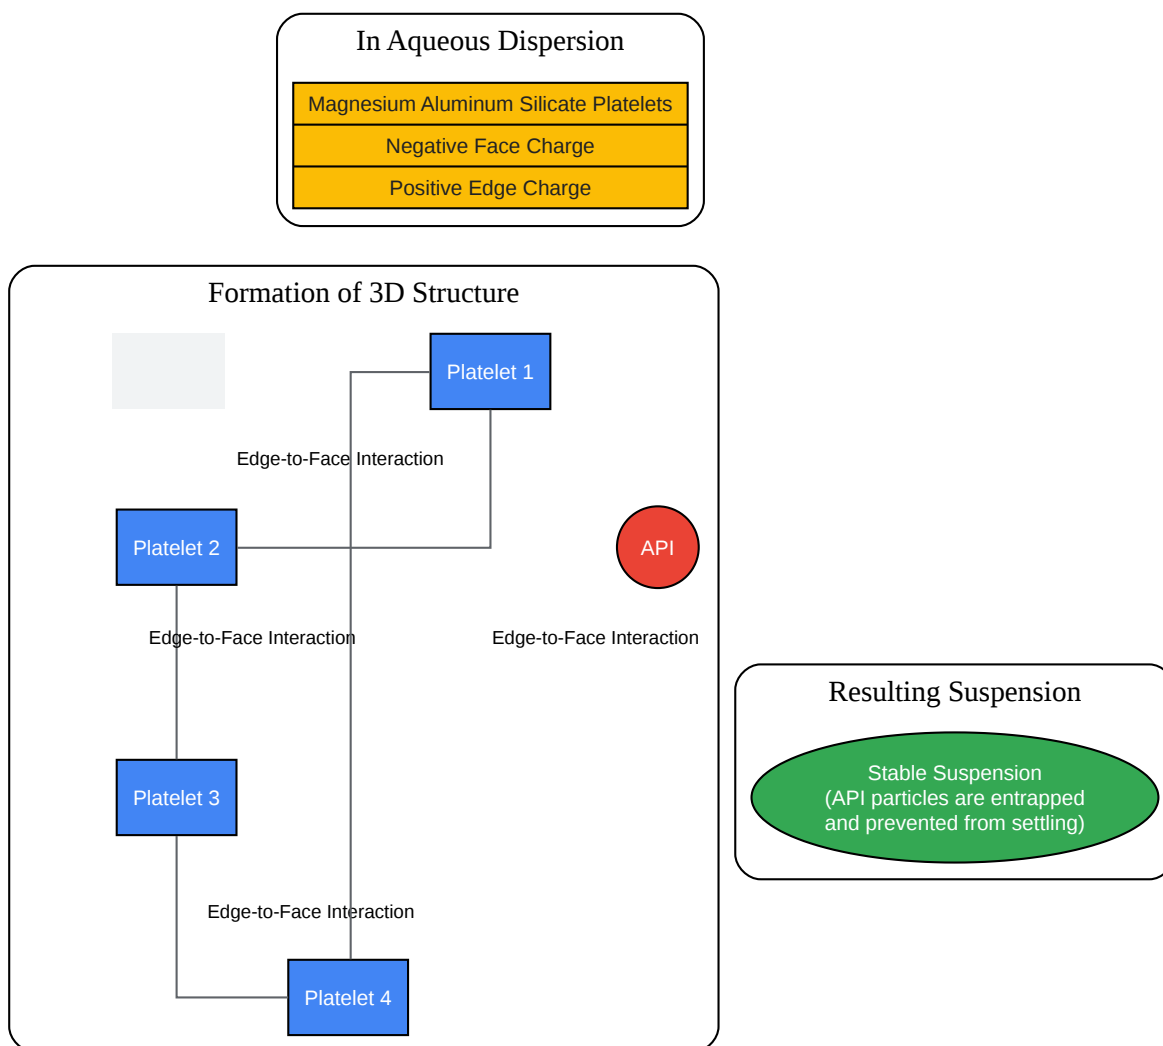 In Aqueous Dispersion
Magnesium Aluminum Silicate Platelets
Negative Face Charge
Positive Edge Charge
Formation of 3D Structure
Platelet 1
Edge-to-Face Interaction
Platelet 2
API
Edge-to-Face Interaction
Edge-to-Face Interaction
Platelet 3
Edge-to-Face Interaction
Platelet 4
Resulting Suspension
Stable Suspension
(API particles are entrapped
and prevented from settling)